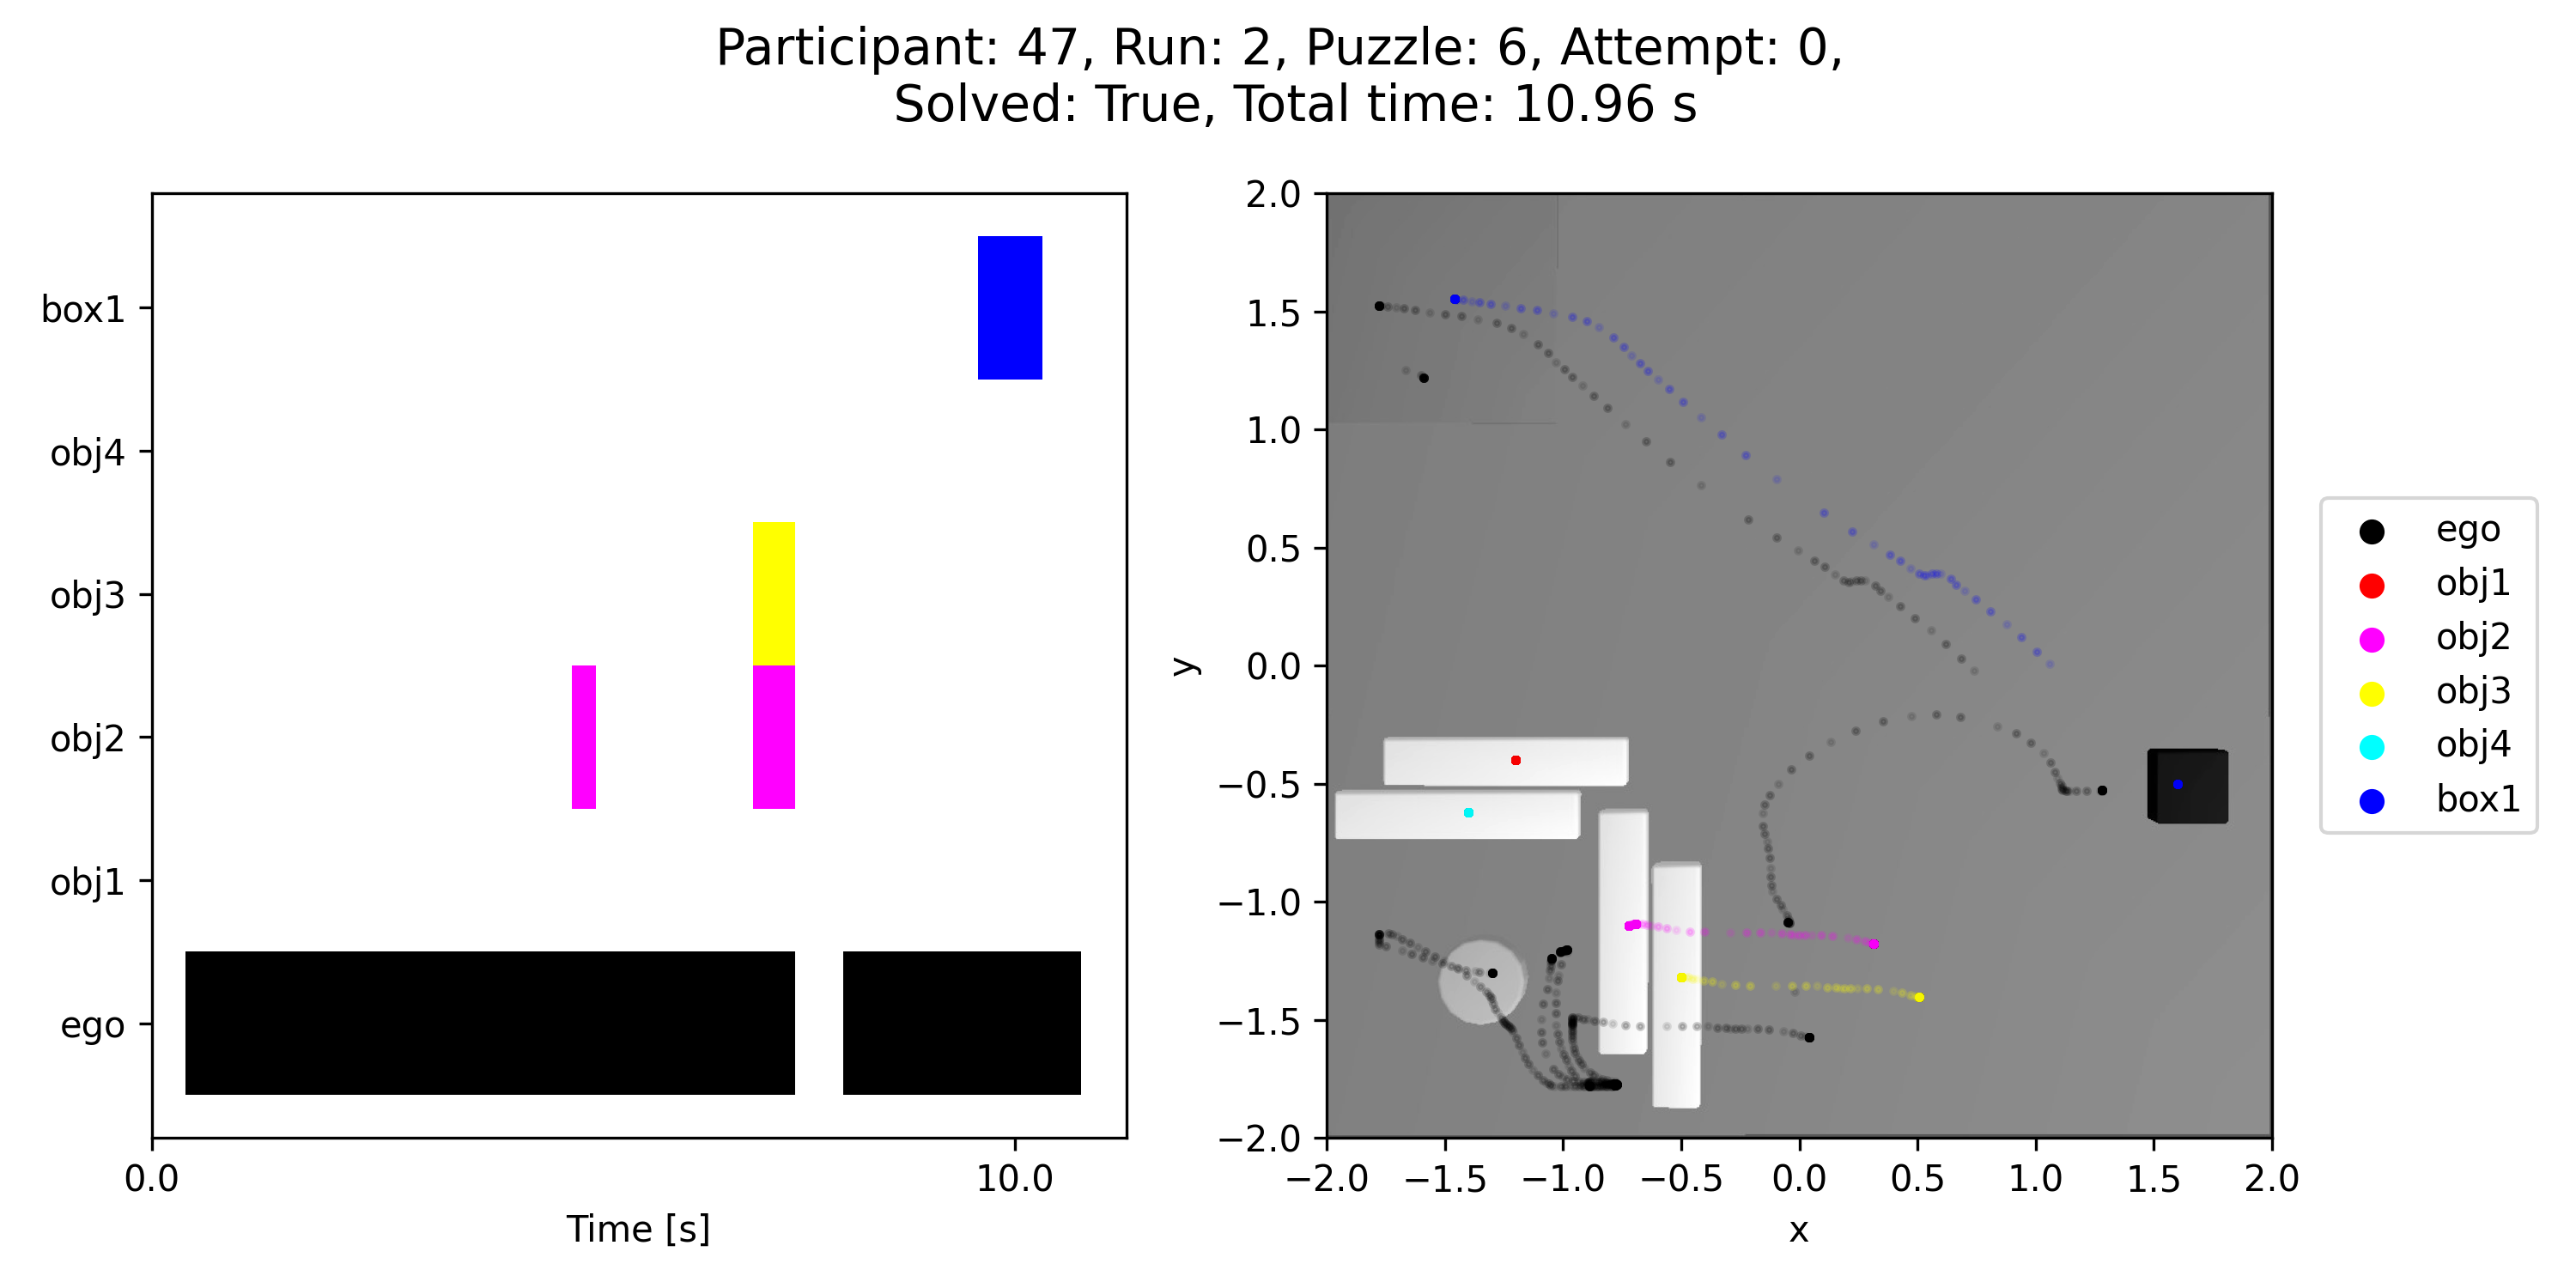 Participant: 47, Run: 2, Puzzle: 6, Attempt: 0,
Solved: True, Total time: 10.96 s
box1
obj4
obj3
obj2
obj1
ego
0.0
10.0
Time [s]
2.0
1.5
1.0
0.5
0.0
−0.5
−1.0
−1.5
−2.0
y
−2.0
−1.5
−1.0
−0.5
0.0
0.5
1.0
1.5
2.0
x
ego
obj1
obj2
obj3
obj4
box1